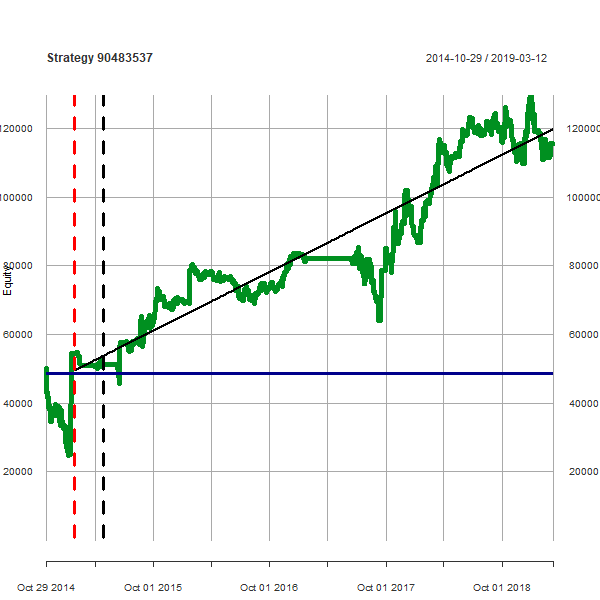 Strategy 90483537
2014-10-29 / 2019-03-12
120000
100000
80000
60000
40000
20000
Equity
120000
100000
80000
60000
40000
20000
Oct 29 2014
Oct 01 2015
Oct 01 2016
Oct 01 2017
Oct 01 2018